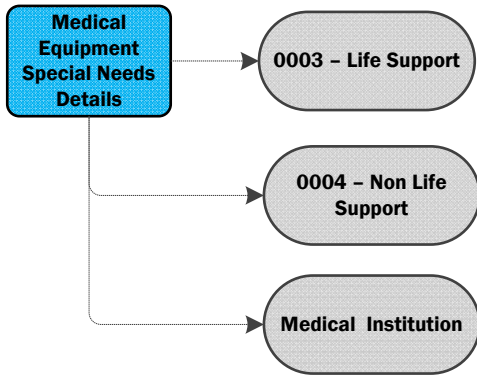 Medical
Equipment
Special Needs
Details
0003 – Life Support
0004 – Non Life
Support
Medical Institution